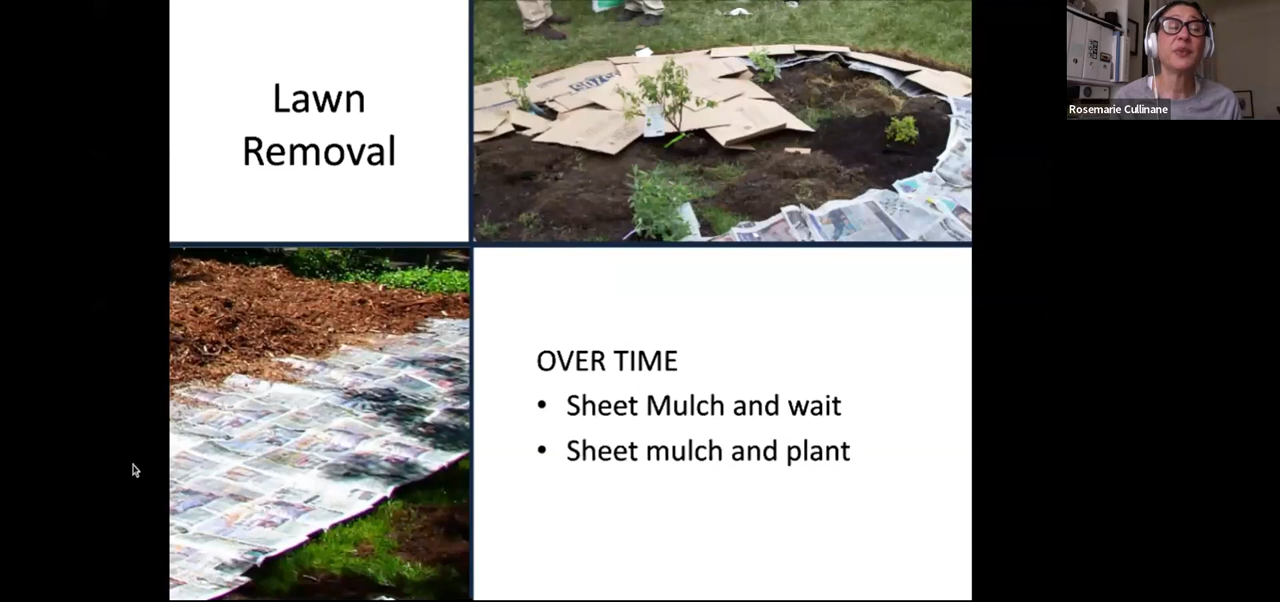 Lawn
Removal
Rosemarie Cullinane
OVER TIME
• Sheet Mulch and wait
• Sheet mulch and plant